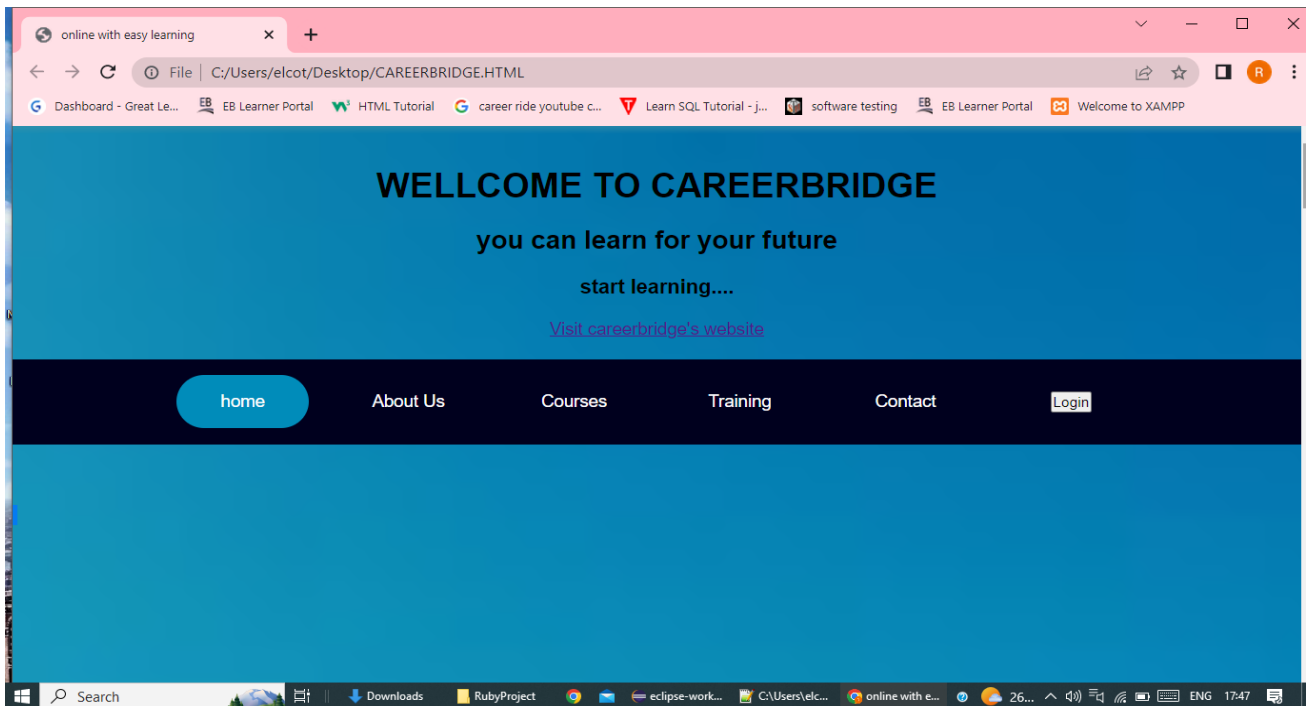 online with easy learning
File C:/Users/elcot/Desktop/CAREERBRIDGE.HTML
R
Dashboard - Great Le... EB Learner Portal HTML Tutorial career ride youtube c... Learn SQL Tutorial - j... software testing EB Learner Portal Welcome to XAMPP
WELLCOME TO CAREERBRIDGE
you can learn for your future
start learning....
Visit careerbridge's website
home About Us Courses Training Contact Login
Search Downloads RubyProject eclipse-work... C:\Users\elc... online with e... 26... ENG 17:47